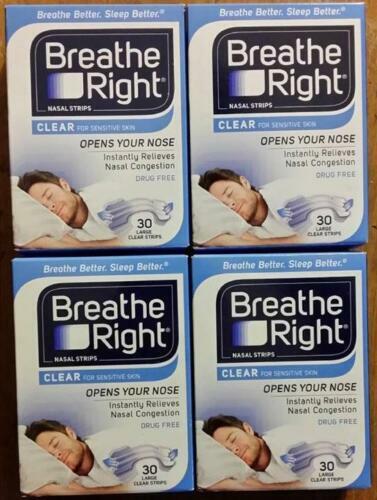 Breathe Better. Sleep Better.®
Breathe
Right®
NASAL STRIPS
CLEAR FOR SENSITIVE SKIN
OPENS YOUR NOSE
Instantly Relieves
Nasal Congestion
DRUG FREE
30
LARGE
CLEAR STRIPS
Breathe Better. Sleep Better.®
Breathe
Right®
NASAL STRIPS
CLEAR FOR SENSITIVE SKIN
OPENS YOUR NOSE
Instantly Relieves
Nasal Congestion
DRUG FREE
30
LARGE
CLEAR STRIPS
Breathe Better. Sleep Better.®
Breathe
Right®
NASAL STRIPS
CLEAR FOR SENSITIVE SKIN
OPENS YOUR NOSE
Instantly Relieves
Nasal Congestion
DRUG FREE
30
LARGE
CLEAR STRIPS
Breathe Better. Sleep Better.®
Breathe
Right®
NASAL STRIPS
CLEAR FOR SENSITIVE SKIN
OPENS YOUR NOSE
Instantly Relieves
Nasal Congestion
DRUG FREE
30
LARGE
CLEAR STRIPS